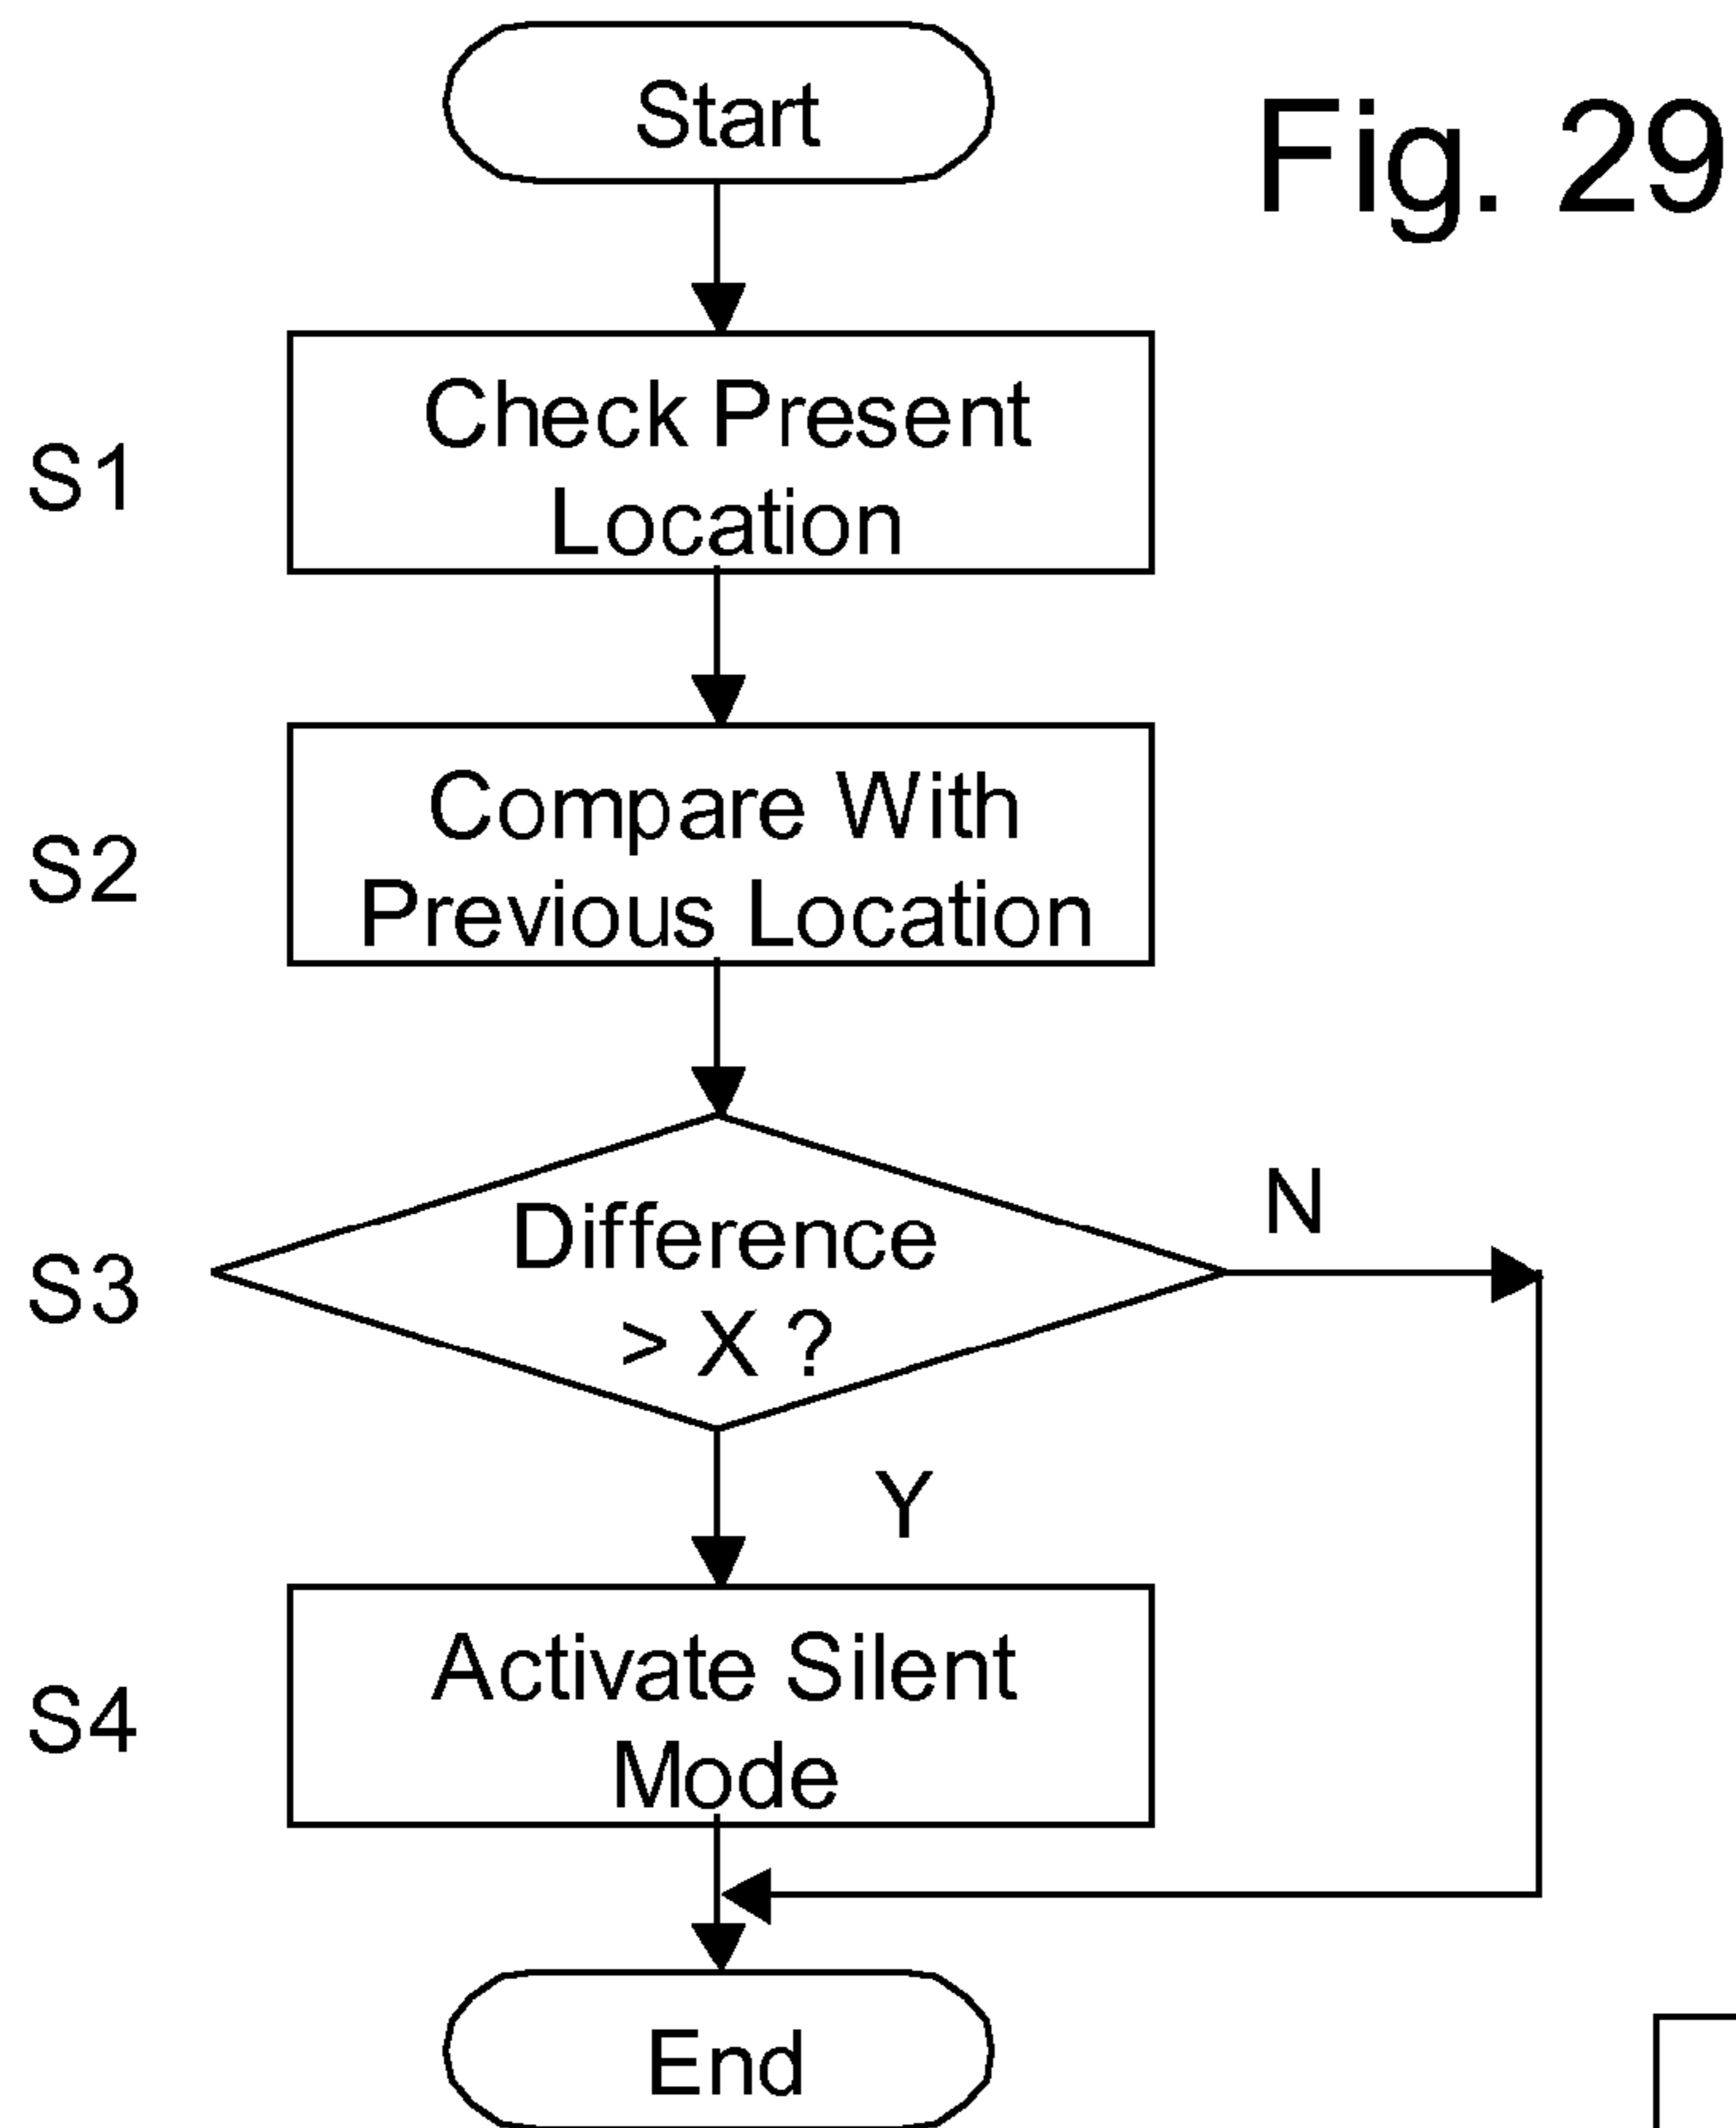 Start
Fig. 29
S1
Check Present
Location
S2
Compare With
Previous Location
S3
Difference
> X ?
N
Y
S4
Activate Silent
Mode
End